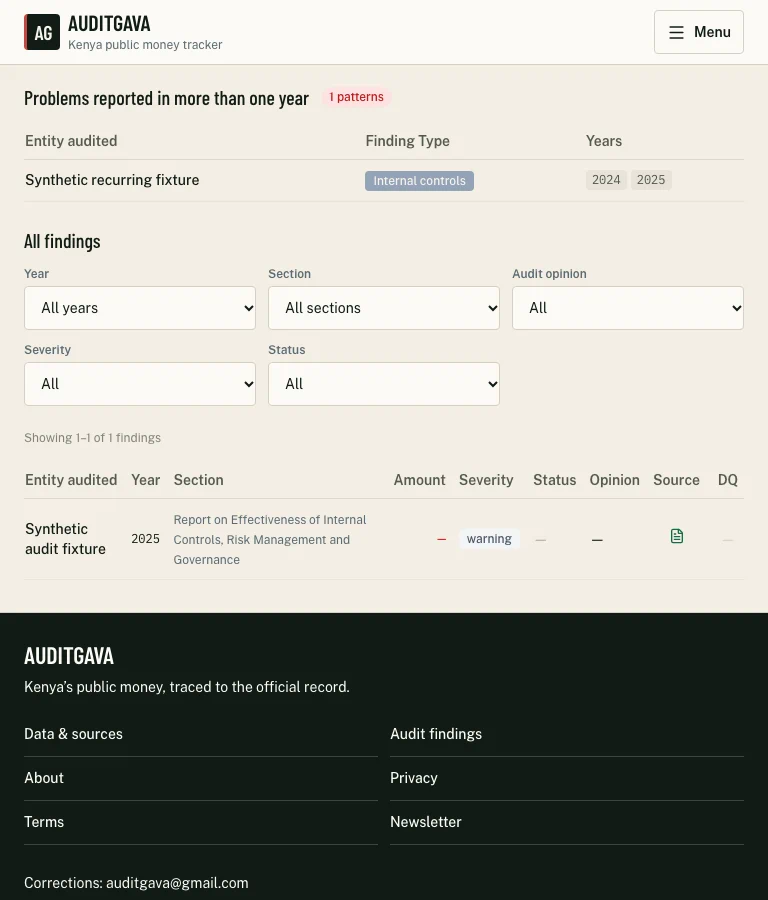 AG
AUDITGAVA
Kenya public money tracker
Menu
Problems reported in more than one year 1 patterns
Entity audited Finding Type Years
Synthetic recurring fixture Internal controls 2024 2025
All findings
Year Section Audit opinion
All years All sections All
Severity Status
All All
Showing 1–1 of 1 findings
Entity audited Year Section Amount Severity Status Opinion Source DQ
Synthetic audit fixture 2025 Report on Effectiveness of Internal
Controls, Risk Management and
Governance — warning — — —
AUDITGAVA
Kenya’s public money, traced to the official record.
Data & sources Audit findings
About Privacy
Terms Newsletter
Corrections: auditgava@gmail.com